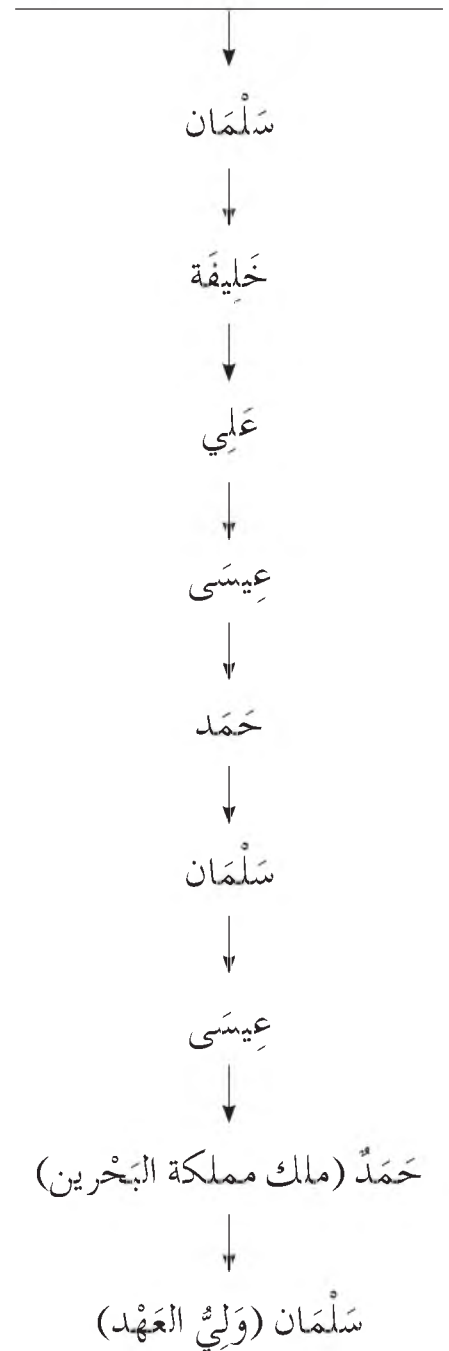 سَلْمَان
خَلِيفَة
عَلِي
عِيسَى
حَمَد
سَلْمَان
عِيسَى
حَمَدٌ (ملك مملكة البَحْرين)
سَلْمَان (وَلِيُّ العَهْد)